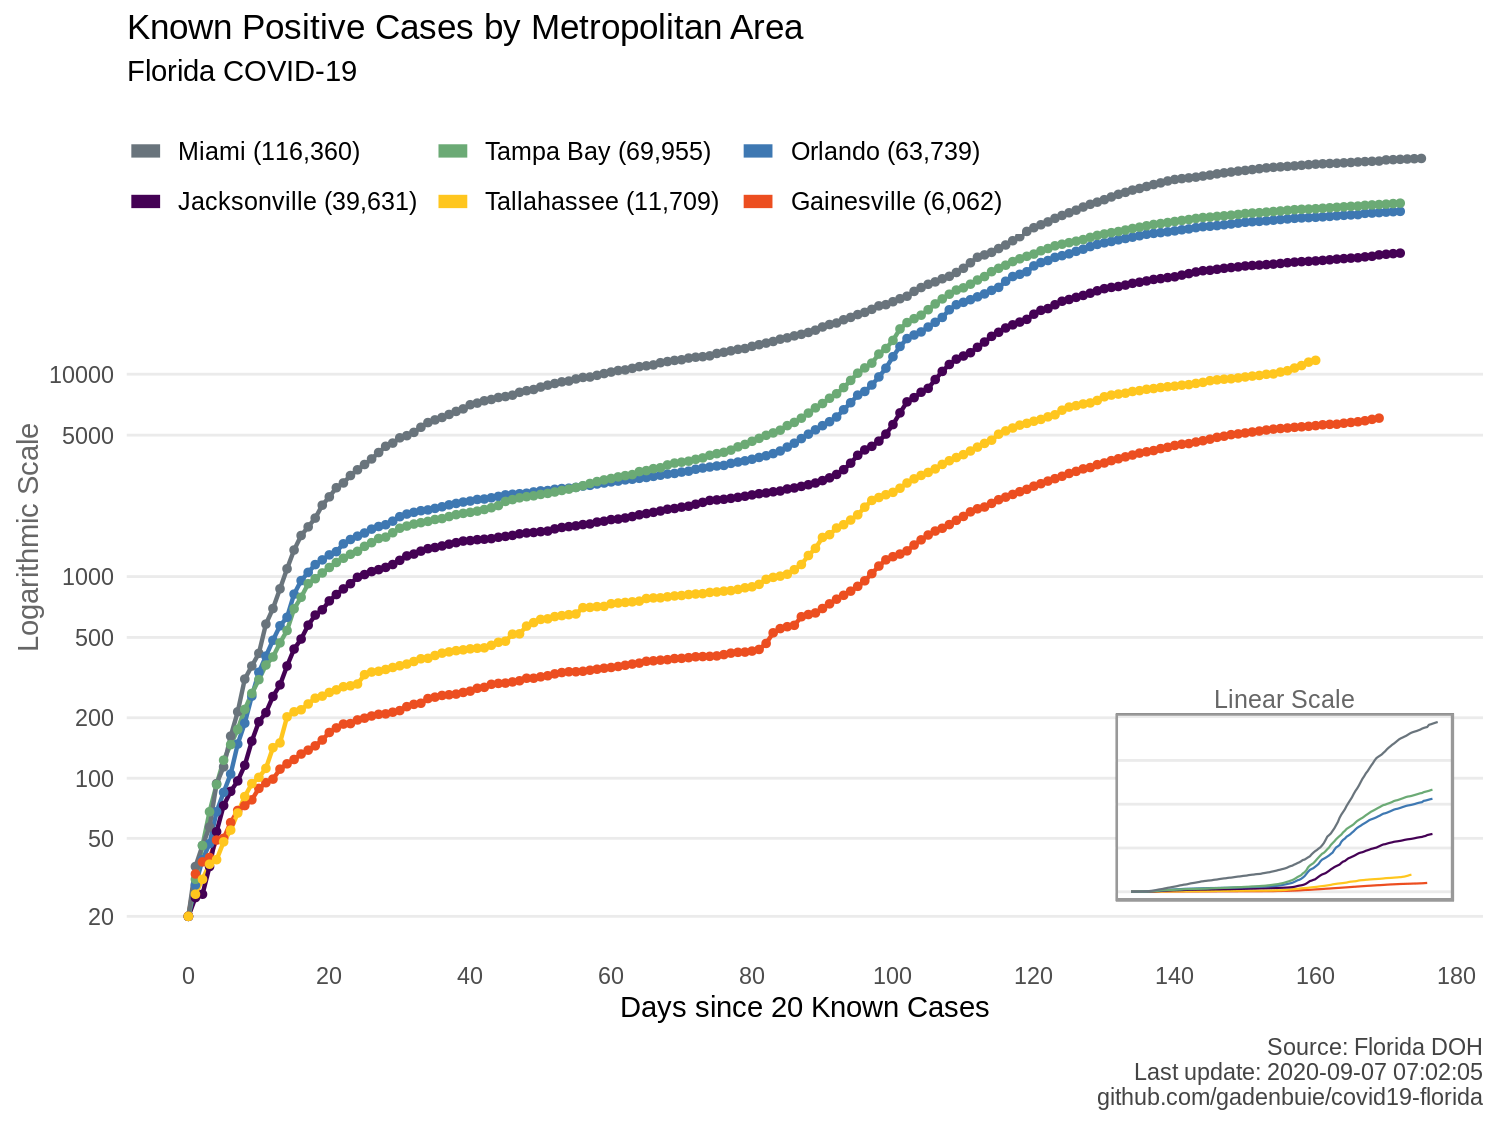 Known Positive Cases by Metropolitan Area
Florida COVID-19
Miami (116,360) Tampa Bay (69,955) Orlando (63,739)
Jacksonville (39,631) Tallahassee (11,709) Gainesville (6,062)
Logarithmic Scale
10000
5000
1000
500
200
100
50
20
Linear Scale
0 20 40 60 80 100 120 140 160 180
Days since 20 Known Cases
Source: Florida DOH
Last update: 2020-09-07 07:02:05
github.com/gadenbuie/covid19-florida